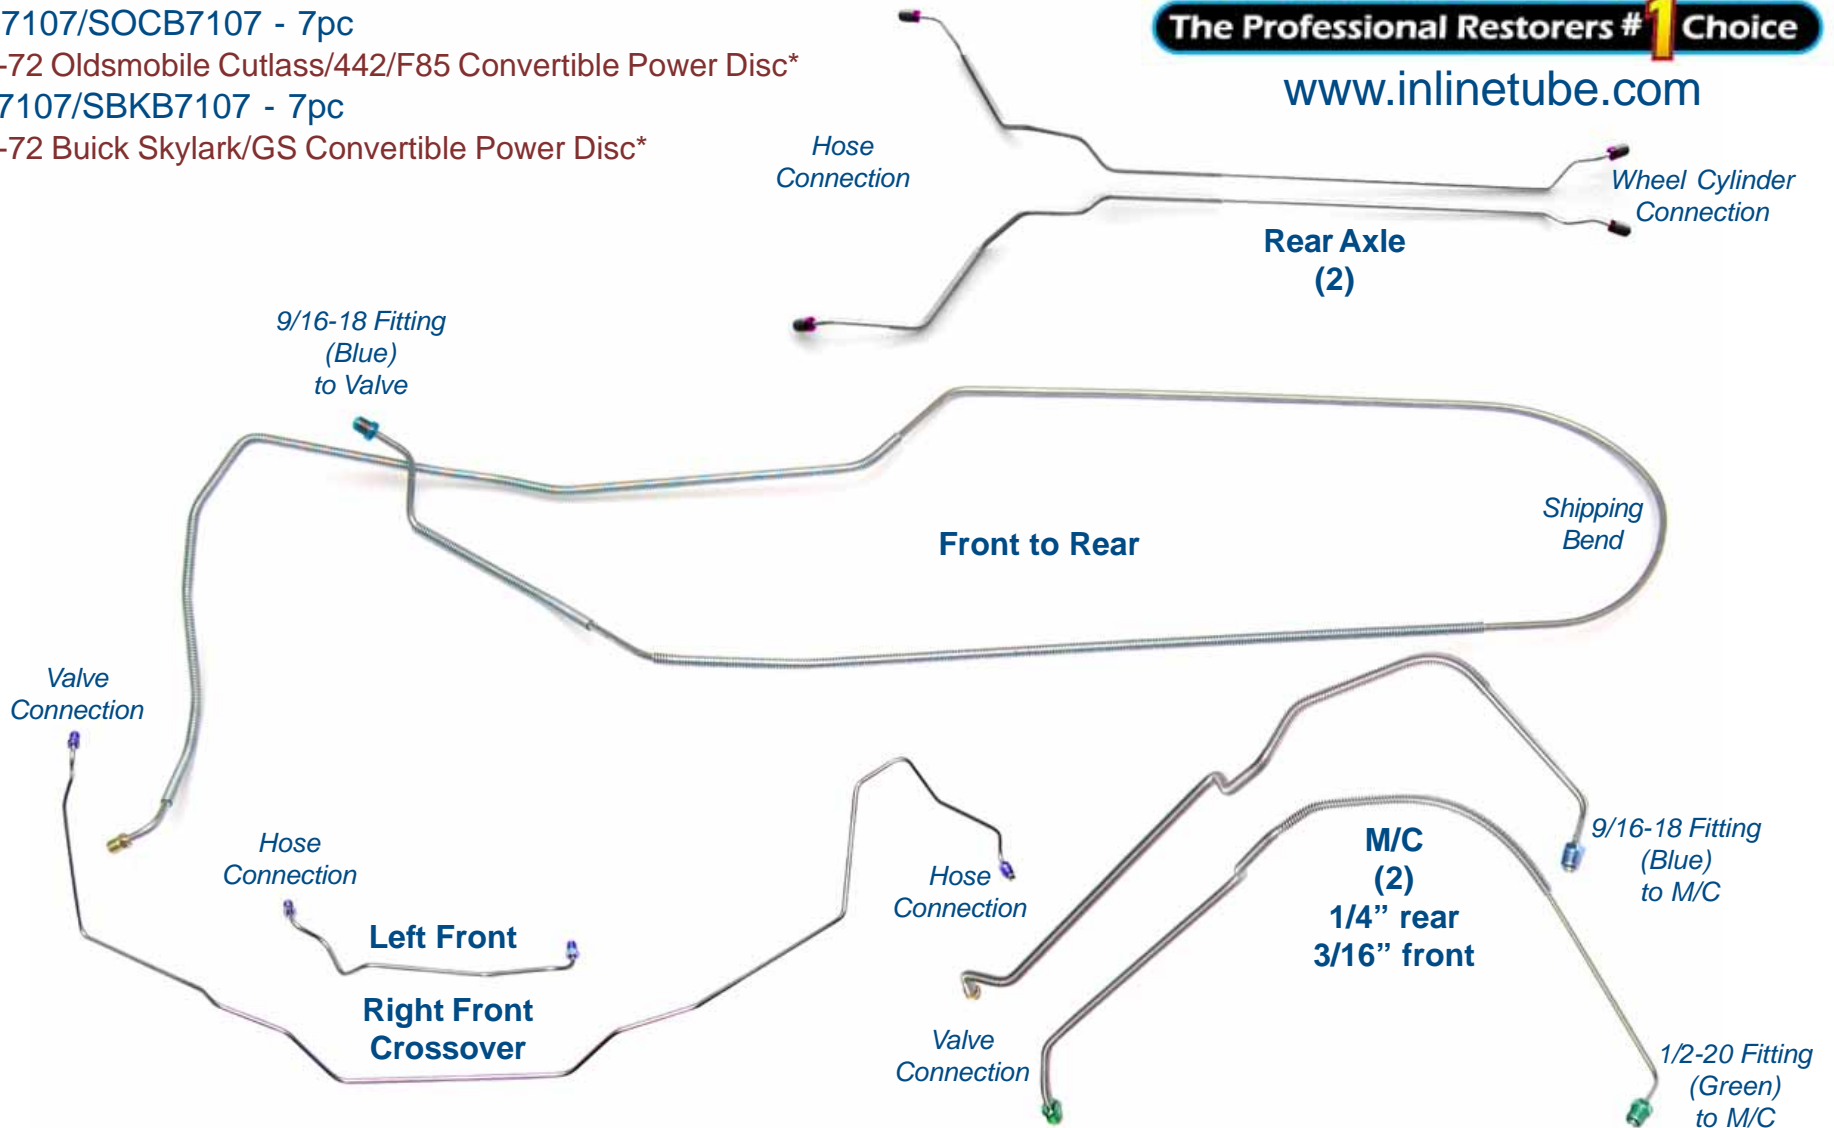 7107/SOCB7107 - 7pc
-72 Oldsmobile Cutlass/442/F85 Convertible Power Disc*
7107/SBKB7107 - 7pc
-72 Buick Skylark/GS Convertible Power Disc*
The Professional Restorers #1 Choice
www.inlinetube.com
Hose
Connection
Wheel Cylinder
Connection
Rear Axle
(2)
9/16-18 Fitting
(Blue)
to Valve
Front to Rear
Shipping
Bend
Valve
Connection
Hose
Connection
Left Front
Right Front
Crossover
Hose
Connection
M/C
(2)
1/4” rear
3/16” front
9/16-18 Fitting
(Blue)
to M/C
Valve
Connection
1/2-20 Fitting
(Green)
to M/C